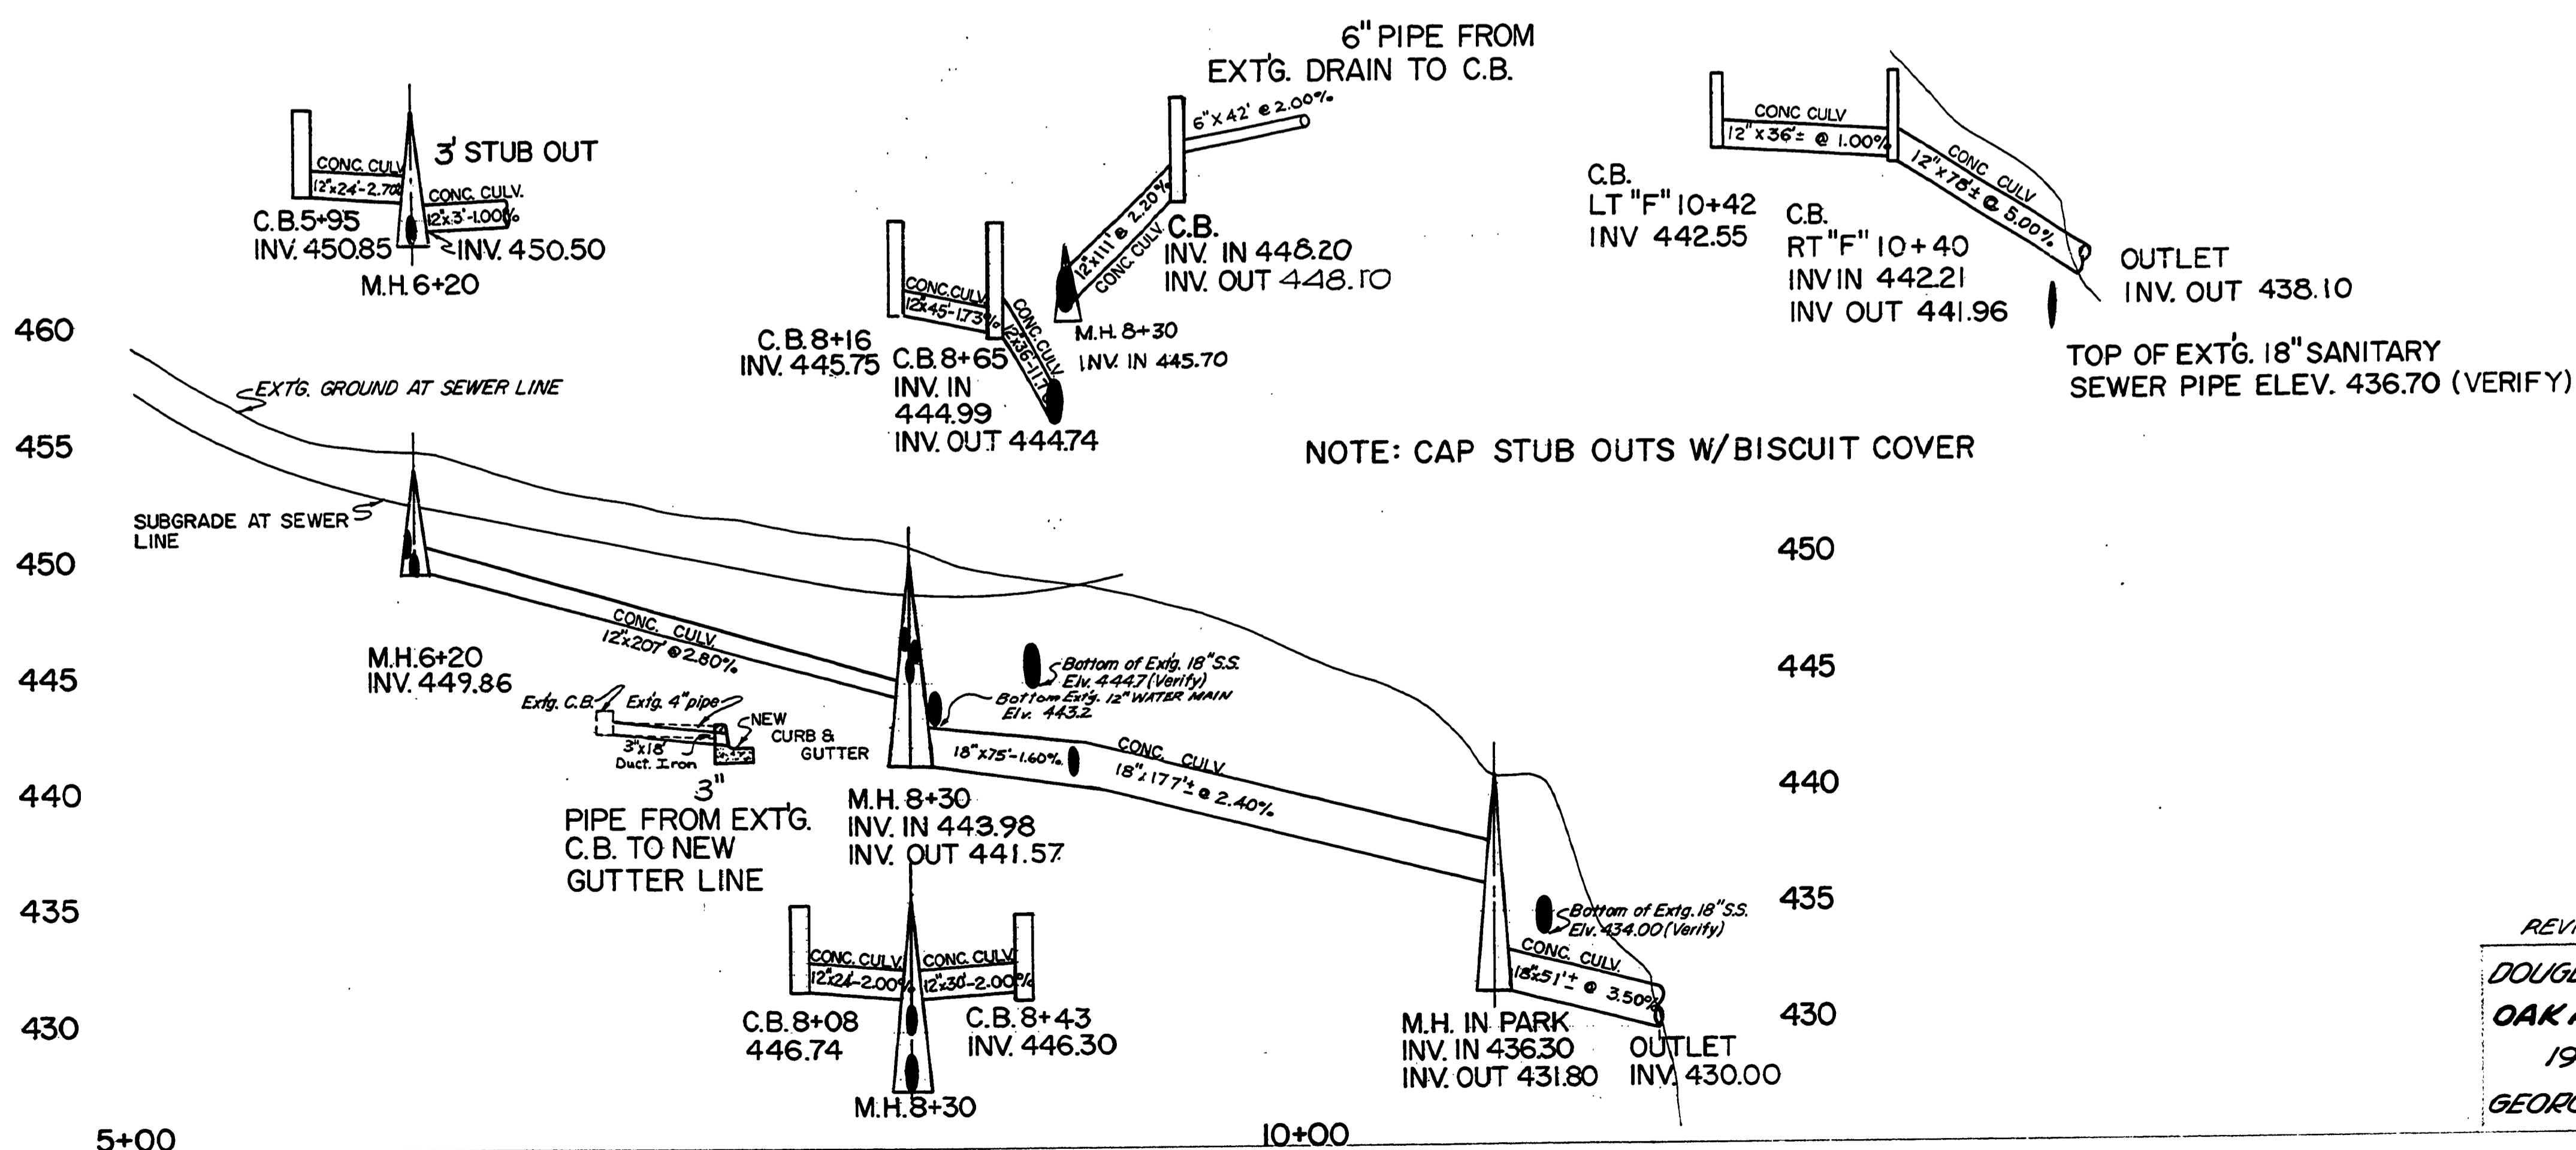 6" PIPE FROM
EXT'G. DRAIN TO C.B.
6" X 42' @ 2.00%
3' STUB OUT
CONC. CULV.
12"x24'-2.70%
CONC. CULV.
12"x3'-1.00%
C.B. 5+95
INV. 450.85
INV. 450.50
M.H. 6+20
12"x111' @ 2.20%
CONC. CULV.
C.B.
INV. IN 448.20
INV. OUT 448.10
M.H. 8+30
INV. IN 445.70
CONC. CULV.
12"x45'-1.73%
CONC. CULV.
C.B. 8+16
INV. 445.75
C.B. 8+65
INV. IN
444.99
INV. OUT 444.74
CONC CULV
12"x36'± @ 1.00%
CONC CULV
12"x78'± @ 5.00%
C.B.
LT "F" 10+42
INV 442.55
C.B.
RT "F" 10+40
INV IN 442.21
INV OUT 441.96
OUTLET
INV. OUT 438.10
TOP OF EXT'G. 18" SANITARY
SEWER PIPE ELEV. 436.70 (VERIFY)
NOTE: CAP STUB OUTS W/BISCUIT COVER
460
455
450
445
440
435
430
EXT'G. GROUND AT SEWER LINE
SUBGRADE AT SEWER
LINE
CONC. CULV.
12"x207' @ 2.80%
M.H. 6+20
INV. 449.86
Extg. C.B.
Ext'g. 4" pipe
NEW
CURB &
GUTTER
3"x18'
Duct. Iron
3"
PIPE FROM EXT'G.
C.B. TO NEW
GUTTER LINE
Bottom of Ext'g. 18" S.S.
Elv. 444.7 (Verify)
Bottom Ext'g. 12" WATER MAIN
Elv. 443.2
18"x75'-1.60%
CONC. CULV.
18"x177'± @ 2.40%
M.H. 8+30
INV. IN 443.98
INV. OUT 441.57
CONC. CULV.
12"x24'-2.00%
CONC. CULV.
12"x30'-2.00%
C.B. 8+08
446.74
C.B. 8+43
INV. 446.30
M.H. 8+30
450
445
440
435
430
Bottom of Extg. 18" S.S.
Elv. 434.00 (Verify)
CONC. CULV.
18"x51'± @ 3.50%
M.H. IN PARK
INV. IN 436.30
INV. OUT 431.80
OUTLET
INV. 430.00
5+00
10+00
REVI
DOUGL
OAK
19
GEORG